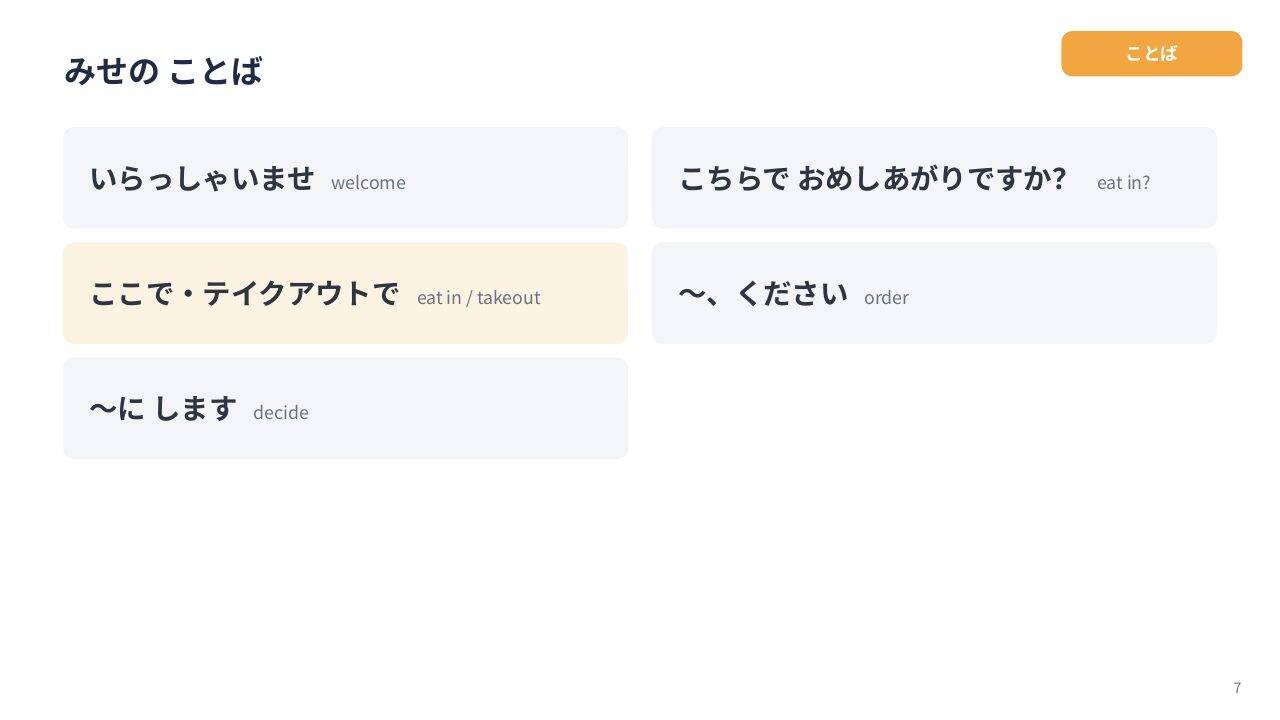 みせの ことば
ことば
いらっしゃいませ welcome
こちらで おめしあがりですか? eat in?
ここで・テイクアウトで eat in / takeout
〜、ください order
〜に します decide
7